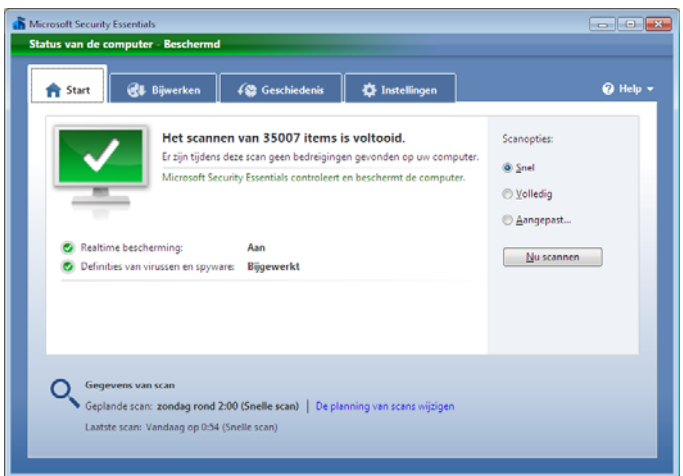 Microsoft Security Essentials
Status van de computer - Beschermd
Start
Bijwerken
Geschiedenis
Instellingen
Help
Het scannen van 35007 items is voltooid.
Er zijn tijdens deze scan geen bedreigingen gevonden op uw computer.
Microsoft Security Essentials controleert en beschermt de computer.
Realtime bescherming: Aan
Definities van virussen en spyware: Bijgewerkt
Scanopties:
Snel
Volledig
Aangepast...
Nu scannen
Gegevens van scan
Geplande scan: zondag rond 2:00 (Snelle scan) | De planning van scans wijzigen
Laatste scan: Vandaag op 0:54 (Snelle scan)